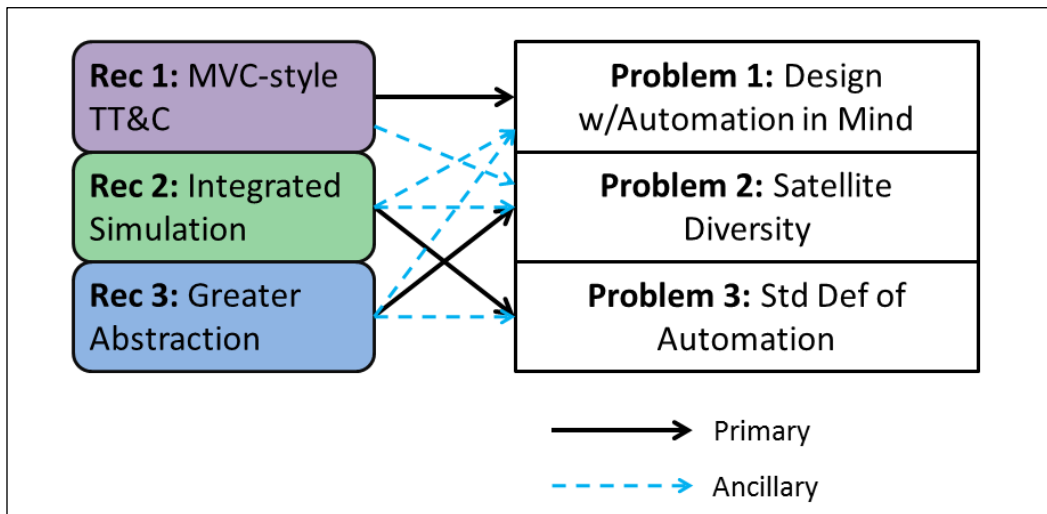 Rec 1: MVC-style
TT&C
Rec 2: Integrated
Simulation
Rec 3: Greater
Abstraction
Problem 1: Design
w/Automation in Mind
Problem 2: Satellite
Diversity
Problem 3: Std Def of
Automation
Primary
Ancillary